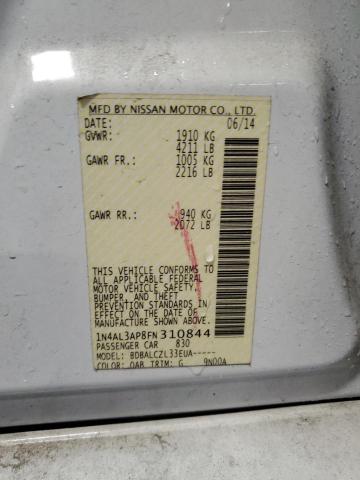 MFD BY NISSAN MOTOR CO., LTD.
DATE: 06/14
GVWR: 1910 KG
4211 LB
GAWR FR.: 1005 KG
2216 LB
GAWR RR.: 940 KG
2072 LB
THIS VEHICLE CONFORMS TO
ALL APPLICABLE FEDERAL
MOTOR VEHICLE SAFETY,
BUMPER, AND THEFT
PREVENTION STANDARDS
IN EFFECT ON THE DATE OF
MANUFACTURE SHOWN ABOVE.
1N4AL3AP8FN310844
PASSENGER CAR 830
MODEL: BDBALCZL33EUA-----
COLOR: QAB TRIM: G 9N00A